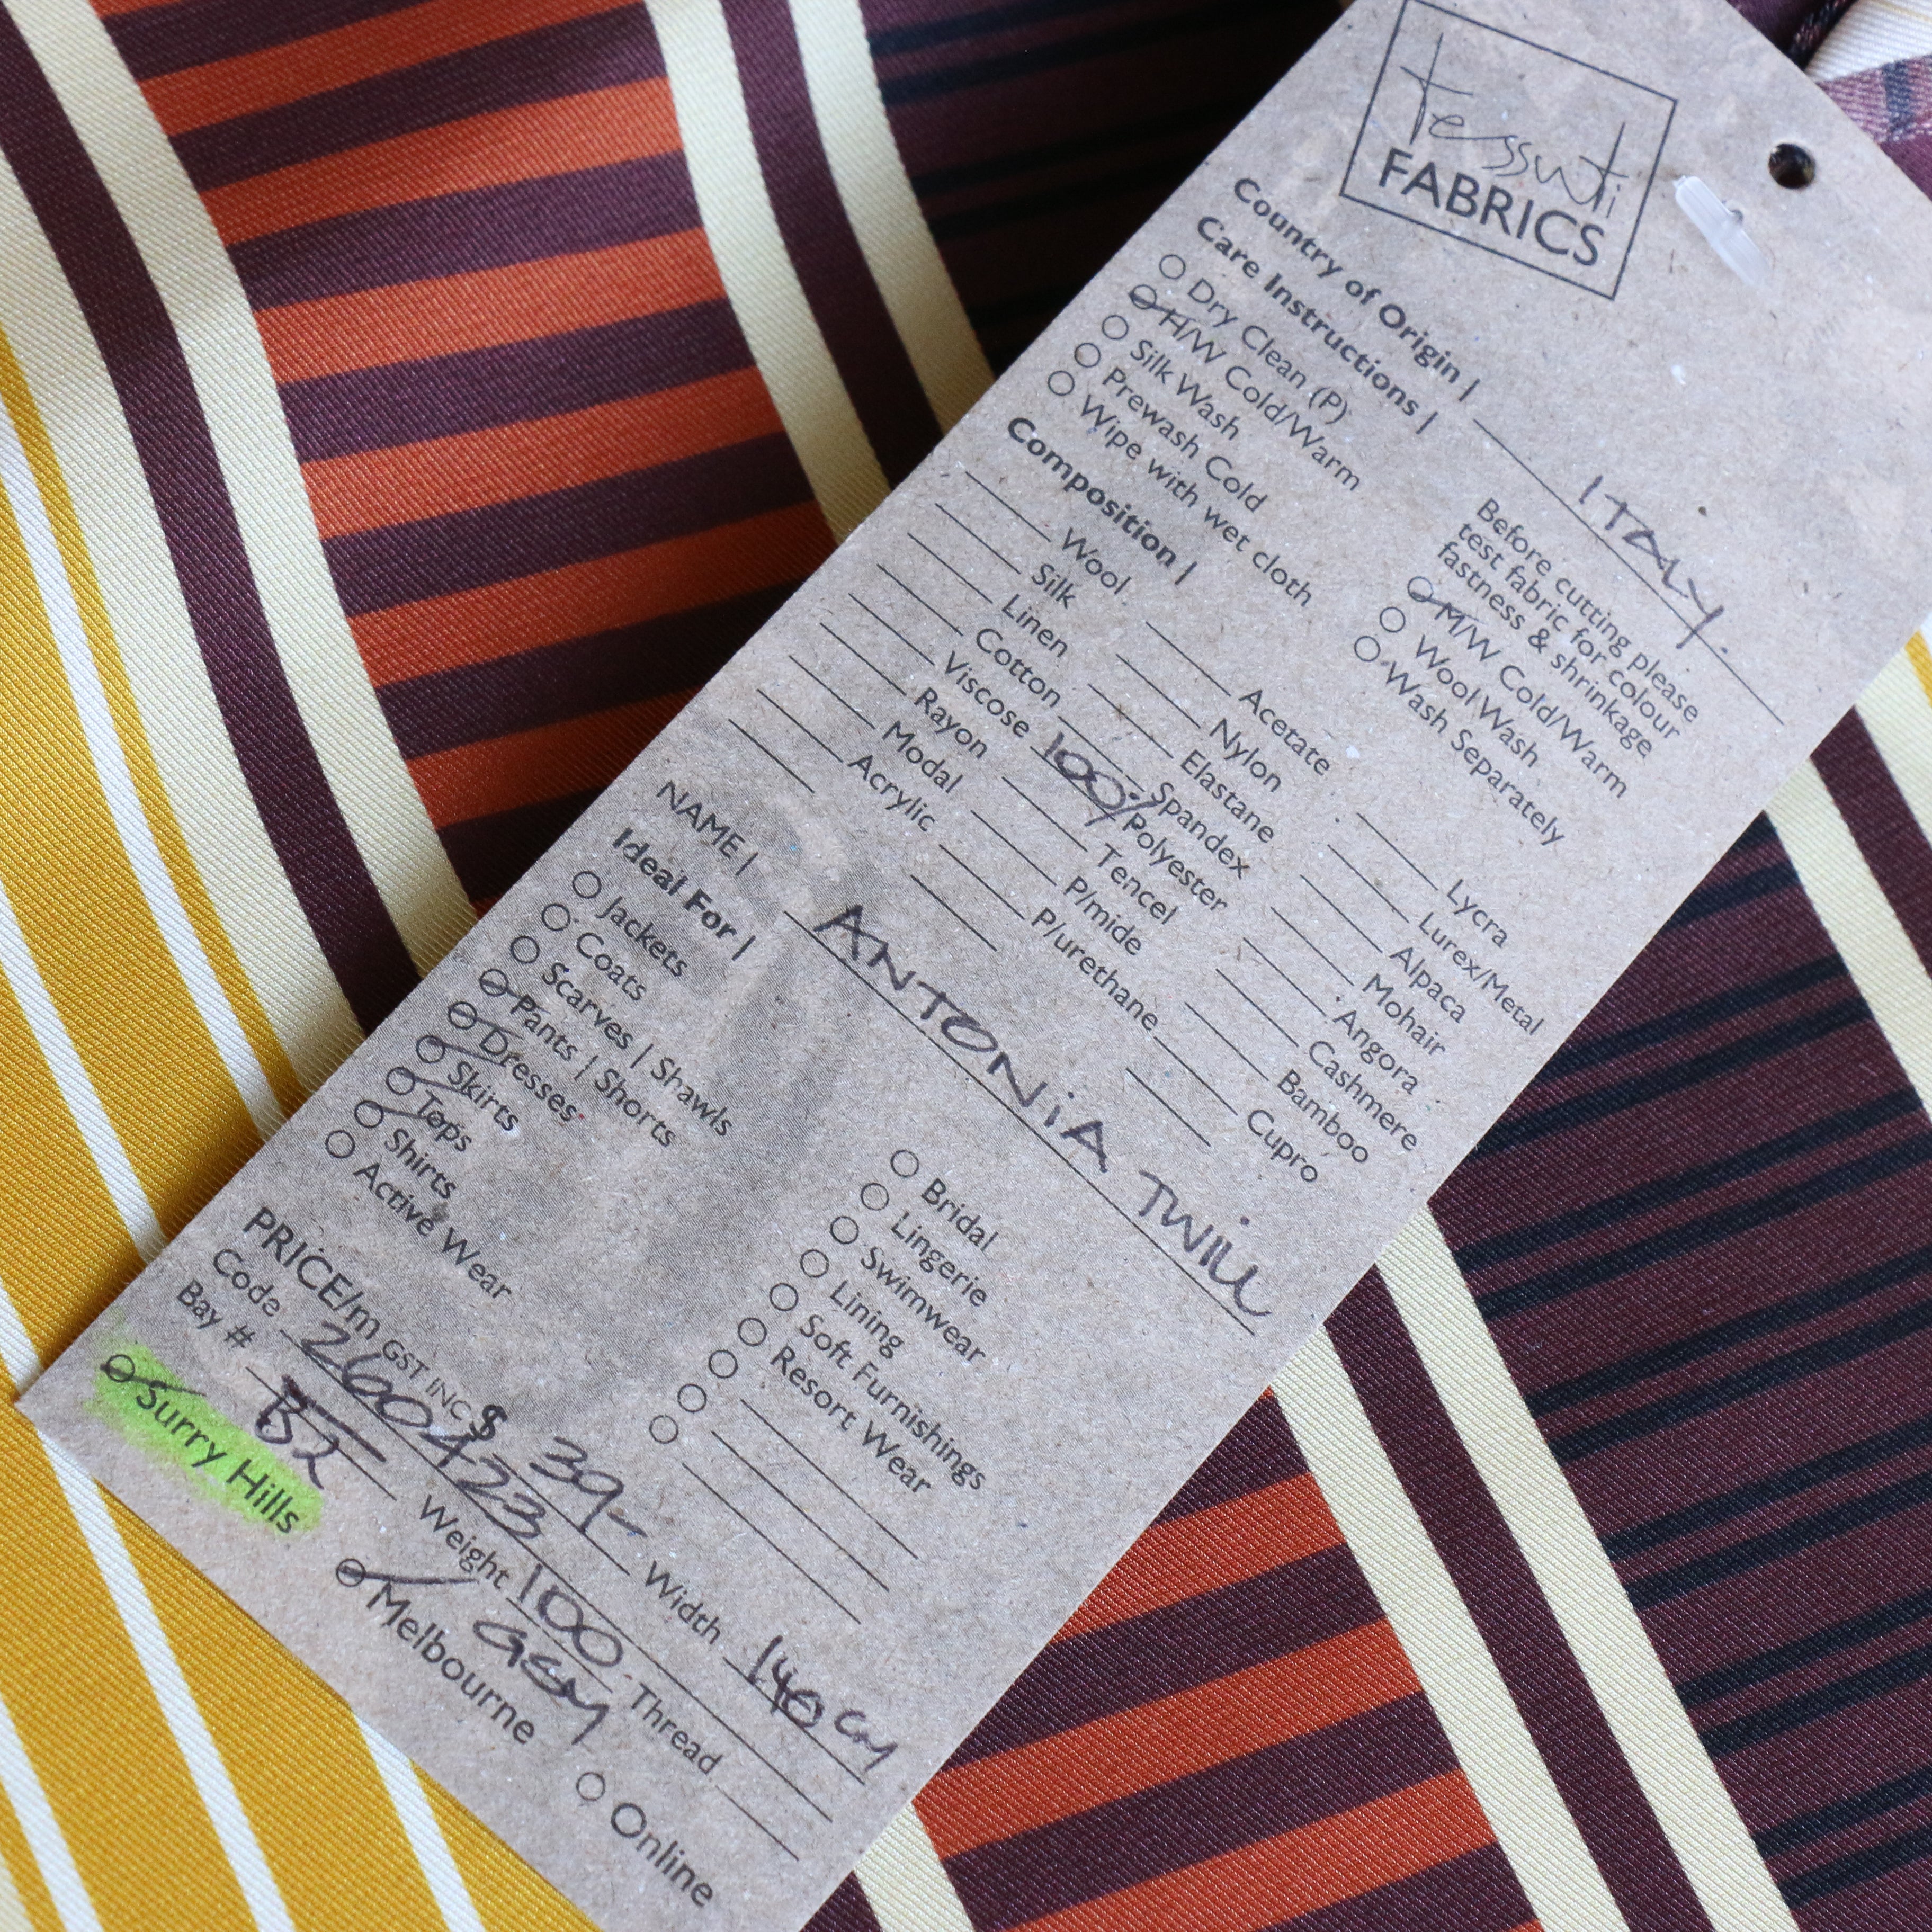 tessuti
FABRICS
Country of Origin | ITALY.
Care Instructions |
Dry Clean (P)
H/W Cold/Warm
Silk Wash
Prewash Cold
Wipe with wet cloth
Before cutting please
test fabric for colour
fastness & shrinkage
M/W Cold/Warm
Wool Wash
Wash Separately
Composition |
Wool
Silk
Linen
Cotton
Viscose
Rayon
Modal
Acrylic
Acetate
Nylon
Elastane
Spandex
100% Polyester
Tencel
P/mide
P/urethane
Lycra
Lurex/Metal
Alpaca
Mohair
Angora
Cashmere
Bamboo
Cupro
NAME | ANTONIA TWILL
Ideal For |
Jackets
Coats
Scarves | Shawls
Pants | Shorts
Dresses
Skirts
Tops
Shirts
Active Wear
Bridal
Lingerie
Swimwear
Lining
Soft Furnishings
Resort Wear
PRICE/m GST INC $ 39- Width 140 cm
Code 260423
Bay # B2 Weight 100 GSM Thread
Surry Hills Melbourne Online